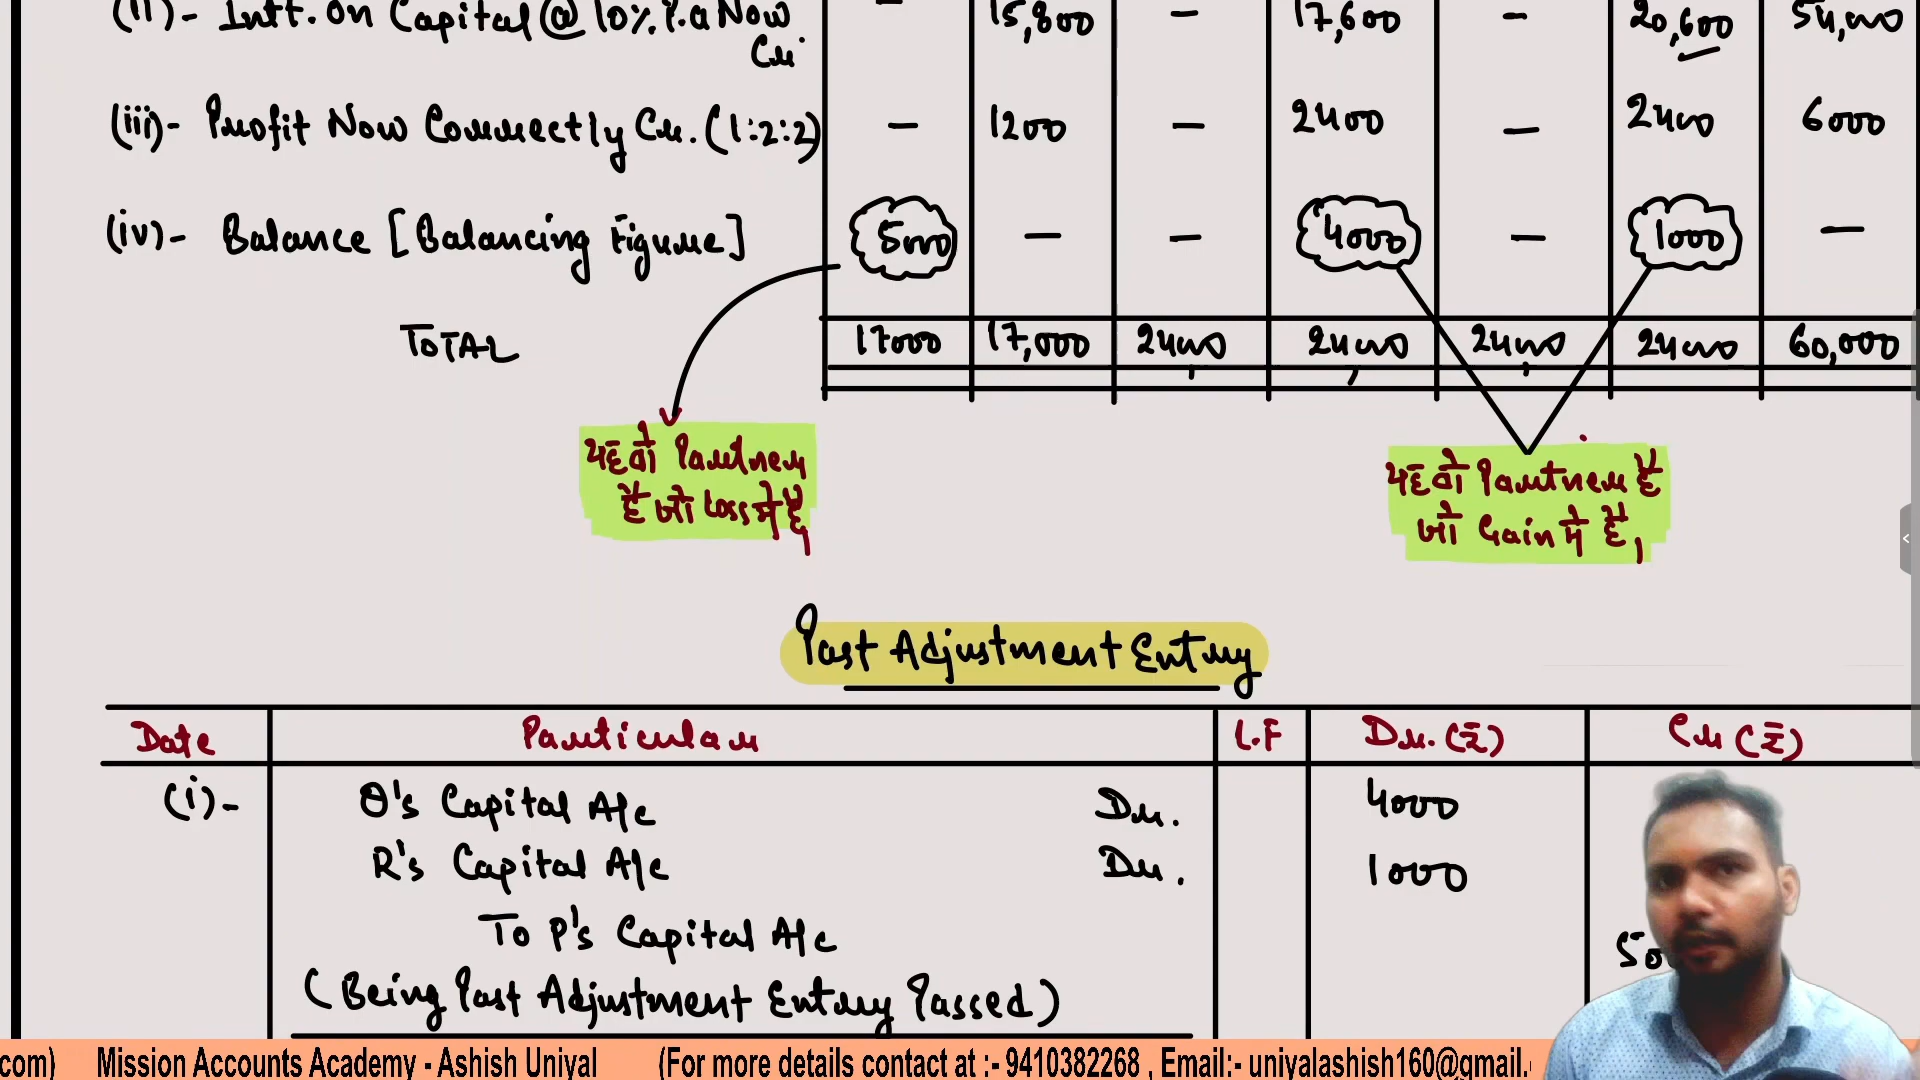 (ii)- Intt. On Capital @ 10% P.a Now Cr. - 15,800 - 17,600 - 20,600 54,000
(iii)- Profit Now Correctly Cr. (1:2:2) - 1200 - 2400 - 2400 6000
(iv)- Balance [Balancing Figure] 5000 - - 4000 - 1000 -
TOTAL 17000 17,000 24000 24000 24000 24000 60,000
यह वो Partner
हैं जो Loss में हैं,
यह वो Partner हैं
जो Gain में हैं,
Past Adjustment Entry
Date Particular L.F Dr. (₹) Cr (₹)
(i)- Q's Capital A/c Dr. 4000
R's Capital A/c Dr. 1000
To P's Capital A/c
(Being Past Adjustment Entry Passed)
.com) Mission Accounts Academy - Ashish Uniyal (For more details contact at :- 9410382268 , Email:- uniyalashish160@gmail.